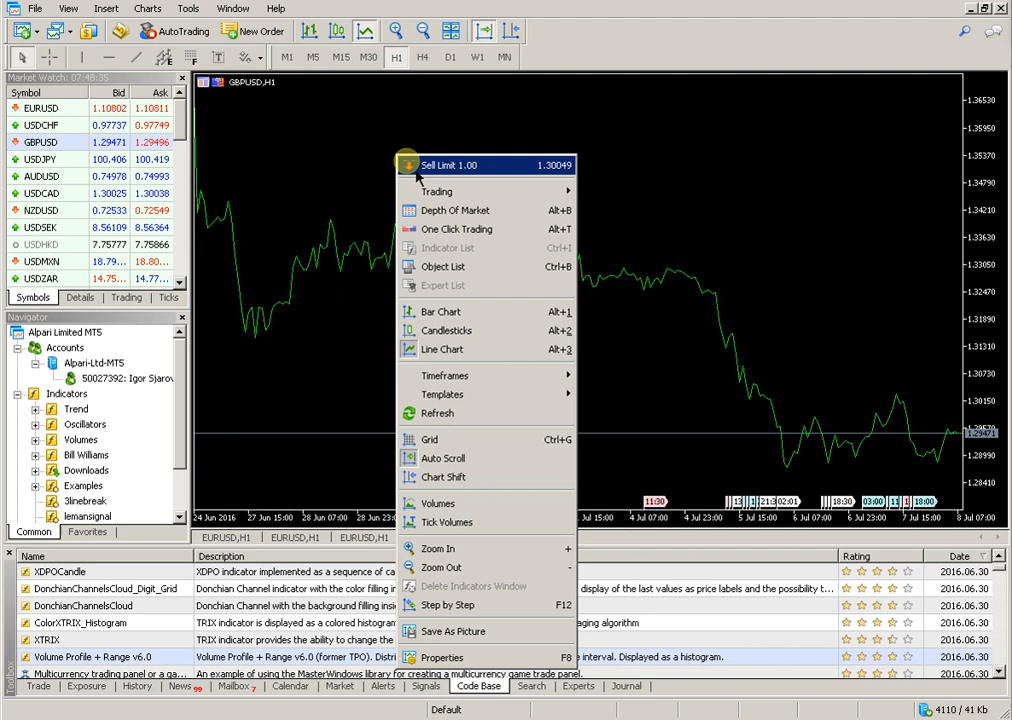 File View Insert Charts Tools Window Help
AutoTrading New Order
M1 M5 M15 M30 H1 H4 D1 W1 MN
Market Watch: 07:48:35
Symbol Bid Ask
EURUSD 1.10802 1.10811
USDCHF 0.97737 0.97749
GBPUSD 1.29471 1.29496
USDJPY 100.406 100.419
AUDUSD 0.74978 0.74993
USDCAD 1.30025 1.30038
NZDUSD 0.72533 0.72549
USDSEK 8.56109 8.56364
USDHKD 7.75777 7.75866
USDMXN 18.79... 18.80...
USDZAR 14.75... 14.77...
Symbols Details Trading Ticks
Navigator
Alpari Limited MT5
Accounts
Alpari-Ltd-MT5
50027392: Igor Sjarov
Indicators
Trend
Oscillators
Volumes
Bill Williams
Downloads
Examples
3linebreak
lemansignal
Common Favorites
GBPUSD,H1
Sell Limit 1.00 1.30049
Trading
Depth Of Market Alt+B
One Click Trading Alt+T
Indicator List Ctrl+I
Object List Ctrl+B
Expert List
Bar Chart Alt+1
Candlesticks Alt+2
Line Chart Alt+3
Timeframes
Templates
Refresh
Grid Ctrl+G
Auto Scroll
Chart Shift
Volumes
Tick Volumes
Zoom In +
Zoom Out -
Delete Indicators Window
Step by Step F12
Save As Picture
Properties F8
1.36530
1.35950
1.35370
1.34790
1.34210
1.33630
1.33050
1.32470
1.31890
1.31310
1.30730
1.30150
1.29570
1.29471
1.28990
1.28410
11:30 18:30 03:00 18:00
24 Jun 2016 27 Jun 15:00 28 Jun 07:00 28 Jun 23: Jul 15:00 4 Jul 07:00 4 Jul 23:00 5 Jul 15:00 6 Jul 07:00 6 Jul 23:00 7 Jul 15:00 8 Jul 07:00
EURUSD,H1 EURUSD,H1 EURUSD,H1
Name Description Rating Date
XDPOCandle XDPO indicator implemented as a sequence of ca 2016.06.30
DonchianChannelsCloud_Digit_Grid Donchian Channel with the color filling in display of the last values as price labels and the possibility t... 2016.06.30
DonchianChannelsCloud Donchian Channel with the background filling insi 2016.06.30
ColorXTRIX_Histogram TRIX indicator is displayed as a colored histogram aging algorithm 2016.06.30
XTRIX TRIX indicator provides the ability to change the 2016.06.30
Volume Profile + Range v6.0 Volume Profile + Range v6.0 (former TPO). Distri interval. Displayed as a histogram. 2016.06.30
Multicurrency trading panel or a ga... An example of using the MasterWindows library for creating a multicurrency game trade panel. 2016.06.30
Toolbox
Trade Exposure History News 99 Mailbox 7 Calendar Market Alerts Signals Code Base Search Experts Journal
Default 4110 / 41 Kb